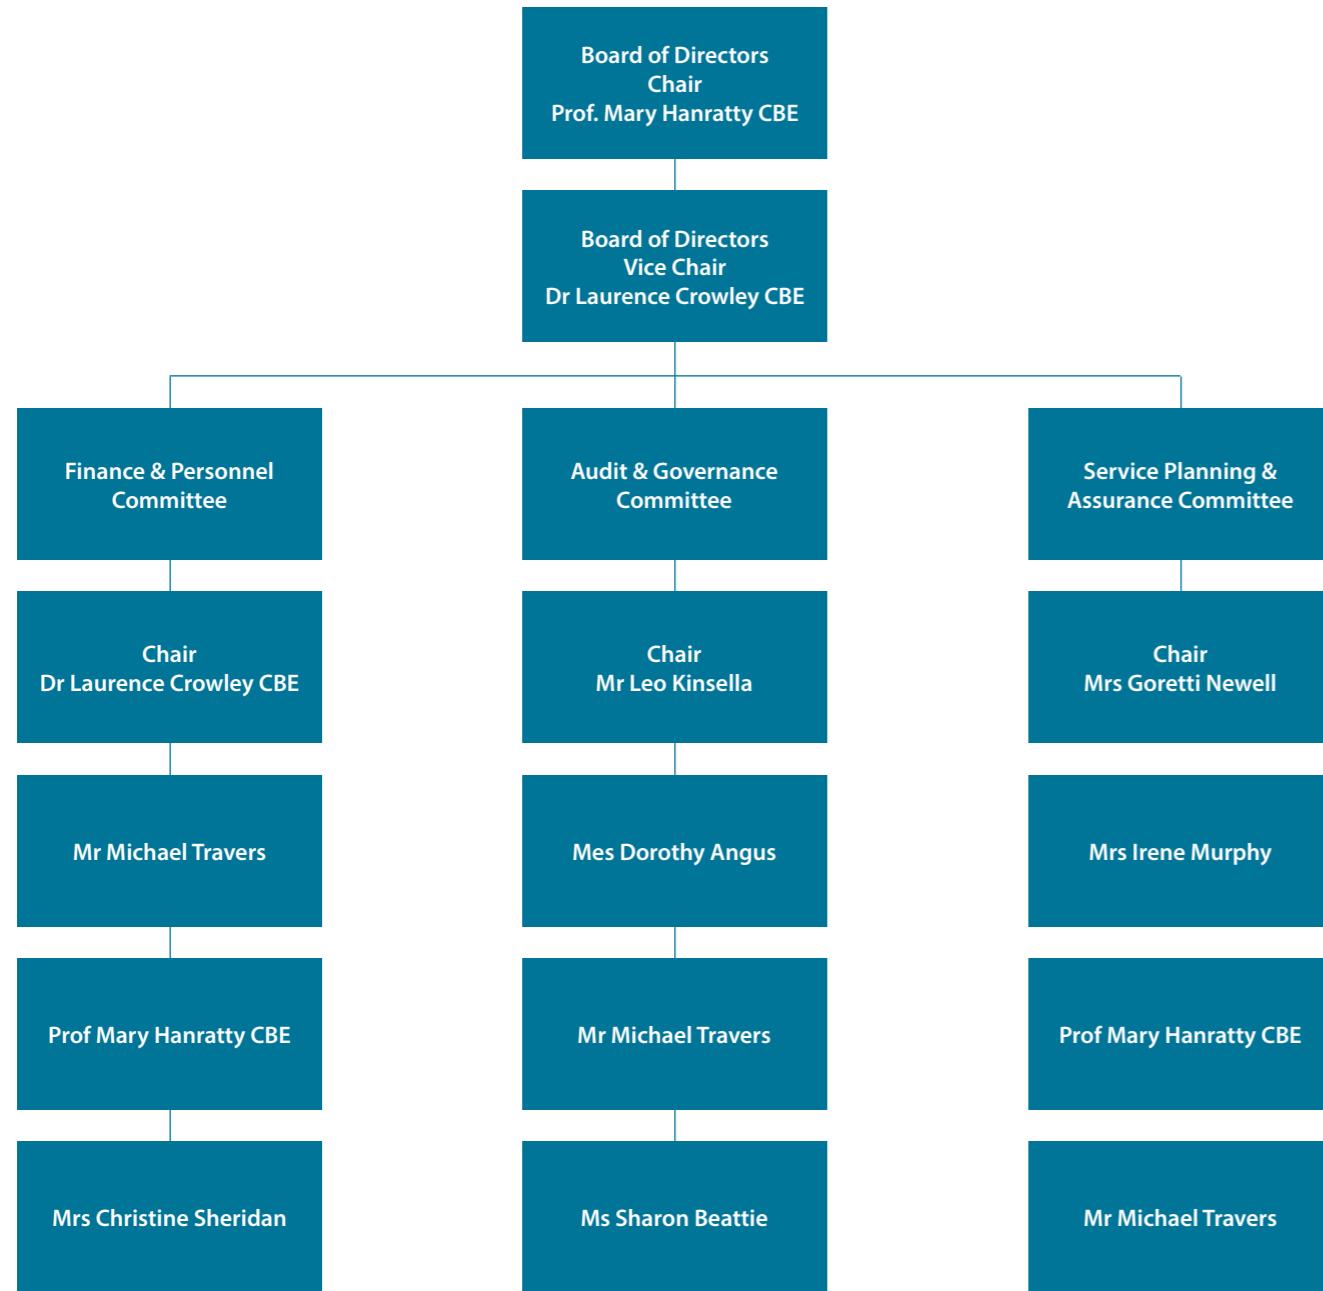 Board of Directors
Chair
Prof. Mary Hanratty CBE
Board of Directors
Vice Chair
Dr Laurence Crowley CBE
Finance & Personnel
Committee
Audit & Governance
Committee
Service Planning &
Assurance Committee
Chair
Dr Laurence Crowley CBE
Chair
Mr Leo Kinsella
Chair
Mrs Goretti Newell
Mr Michael Travers
Mes Dorothy Angus
Mrs Irene Murphy
Prof Mary Hanratty CBE
Mr Michael Travers
Prof Mary Hanratty CBE
Mrs Christine Sheridan
Ms Sharon Beattie
Mr Michael Travers